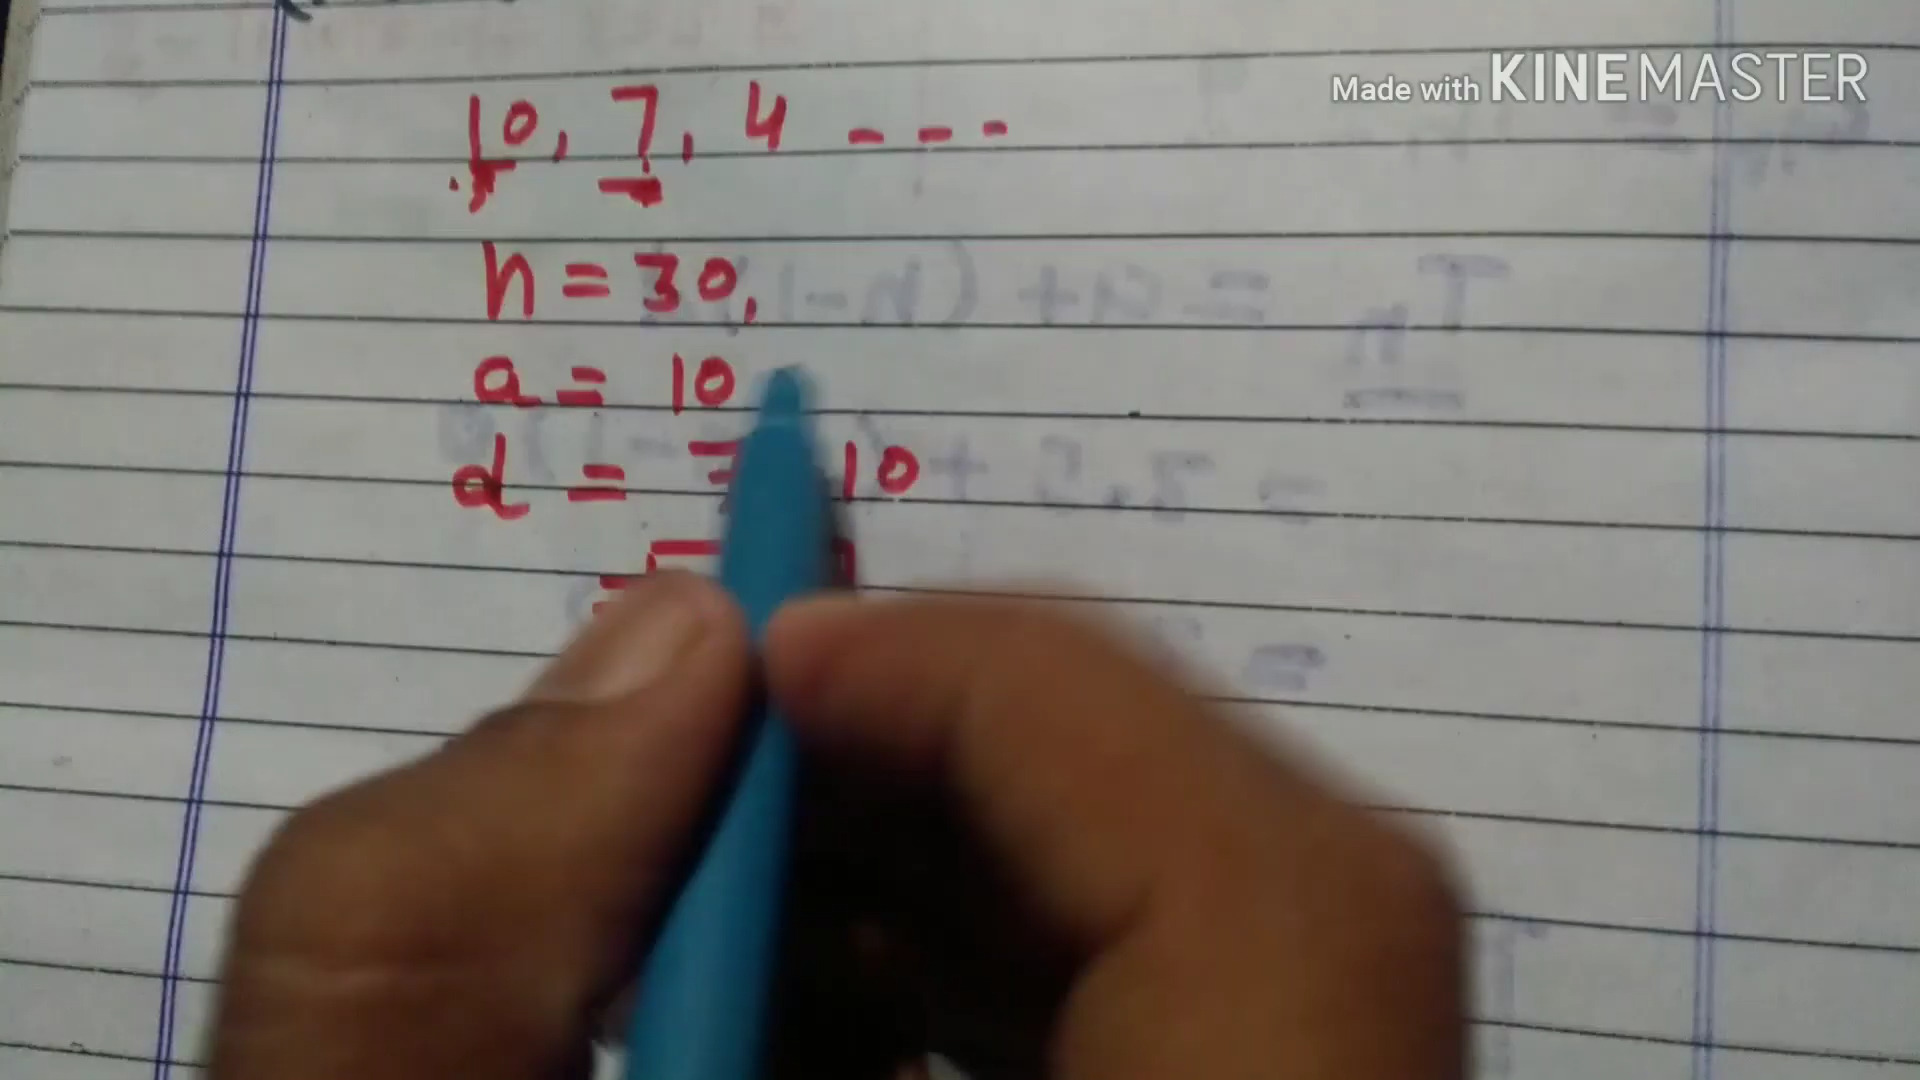 Made with KINEMASTER
10, 7, 4 - - -
n = 30,
a = 10
d = 7 10
=